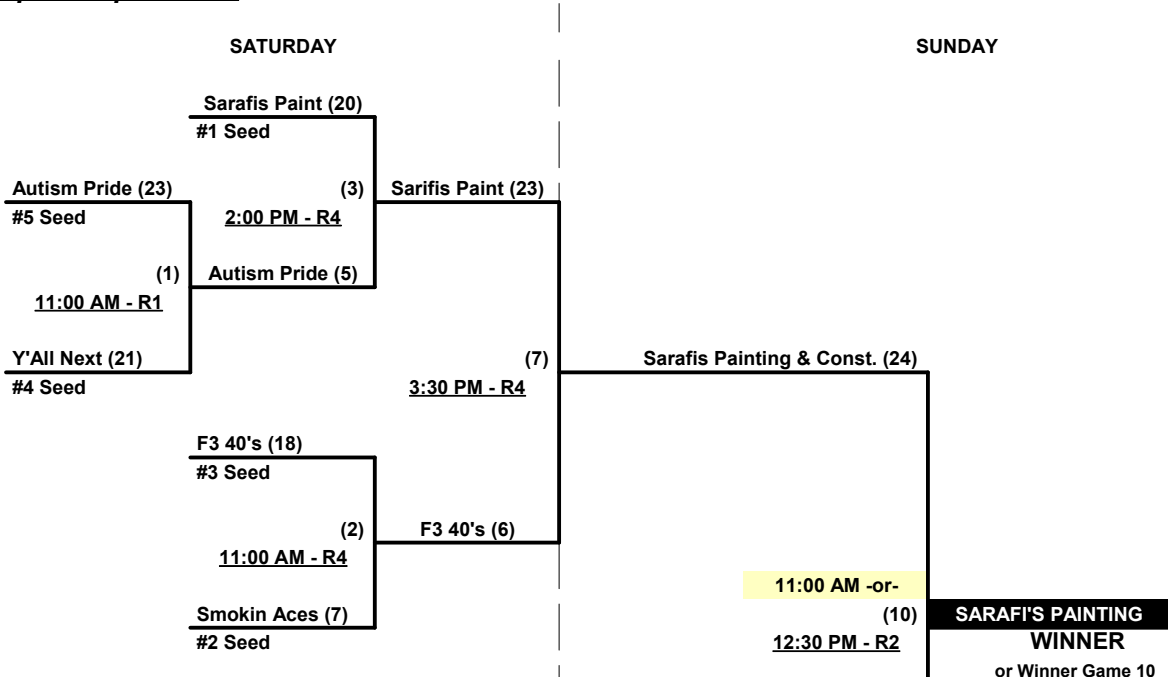 SATURDAY
SUNDAY
Sarafis Paint (20)
#1 Seed
Autism Pride (23)
(3)
Sarifis Paint (23)
#5 Seed
2:00 PM - R4
(1)
Autism Pride (5)
11:00 AM - R1
Y'All Next (21)
(7)
Sarafis Painting & Const. (24)
#4 Seed
3:30 PM - R4
F3 40's (18)
#3 Seed
(2)
F3 40's (6)
11:00 AM - R4
11:00 AM -or-
Smokin Aces (7)
(10)
SARAFI'S PAINTING
#2 Seed
12:30 PM - R2
WINNER
or Winner Game 10